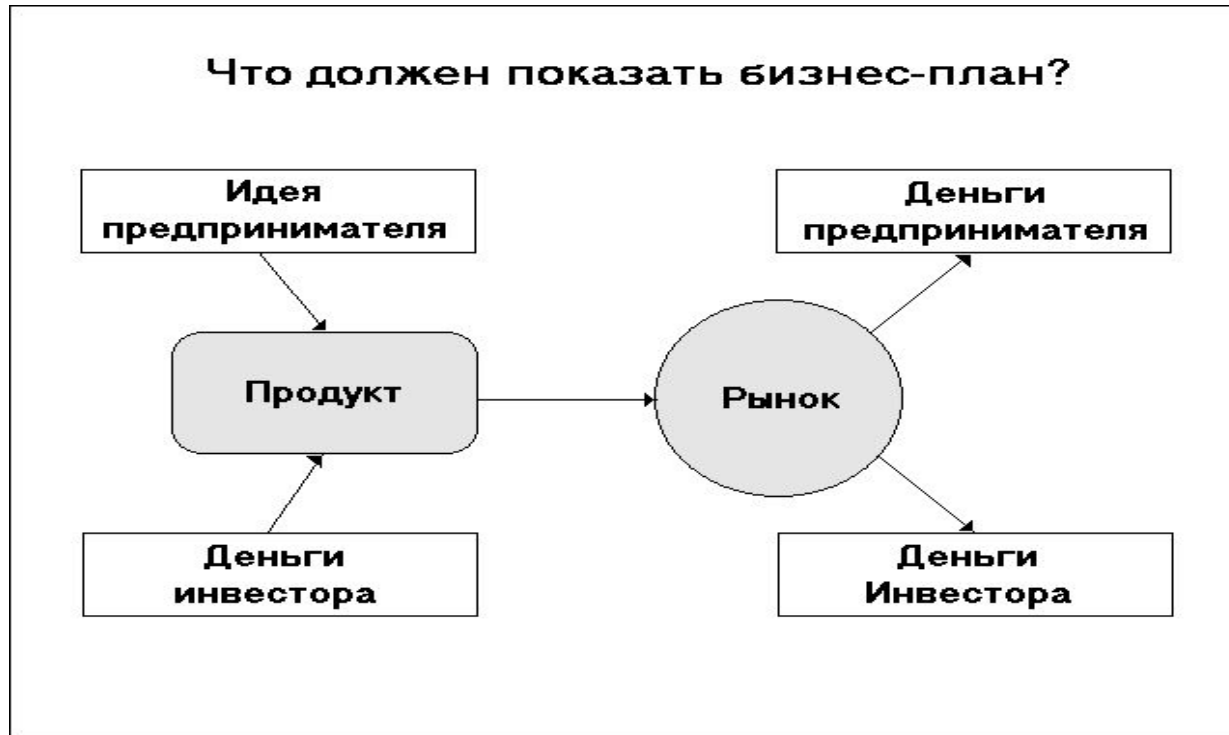 Что должен показать бизнес-план?
Идея
предпринимателя
Деньги
предпринимателя
Продукт
Рынок
Деньги
инвестора
Деньги
Инвестора